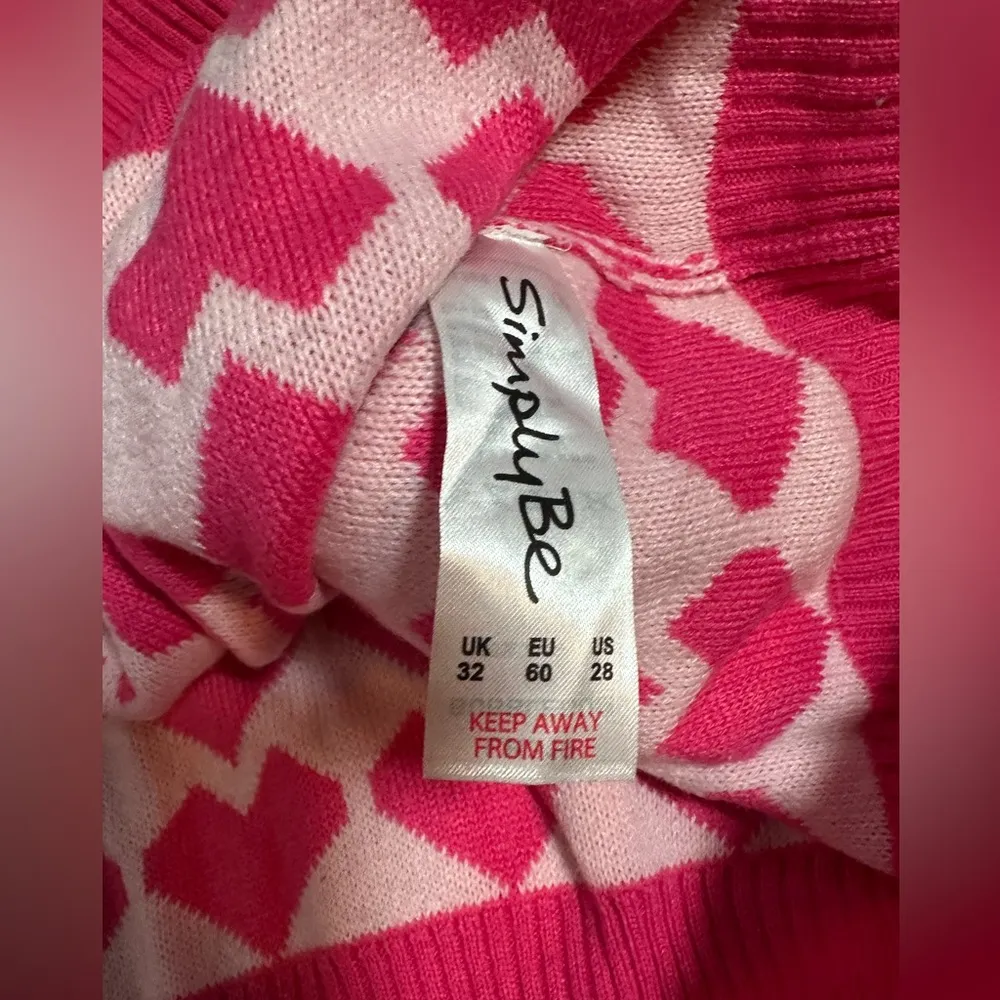 SimplyBe
UK EU US
32 60 28
KEEP AWAY
FROM FIRE